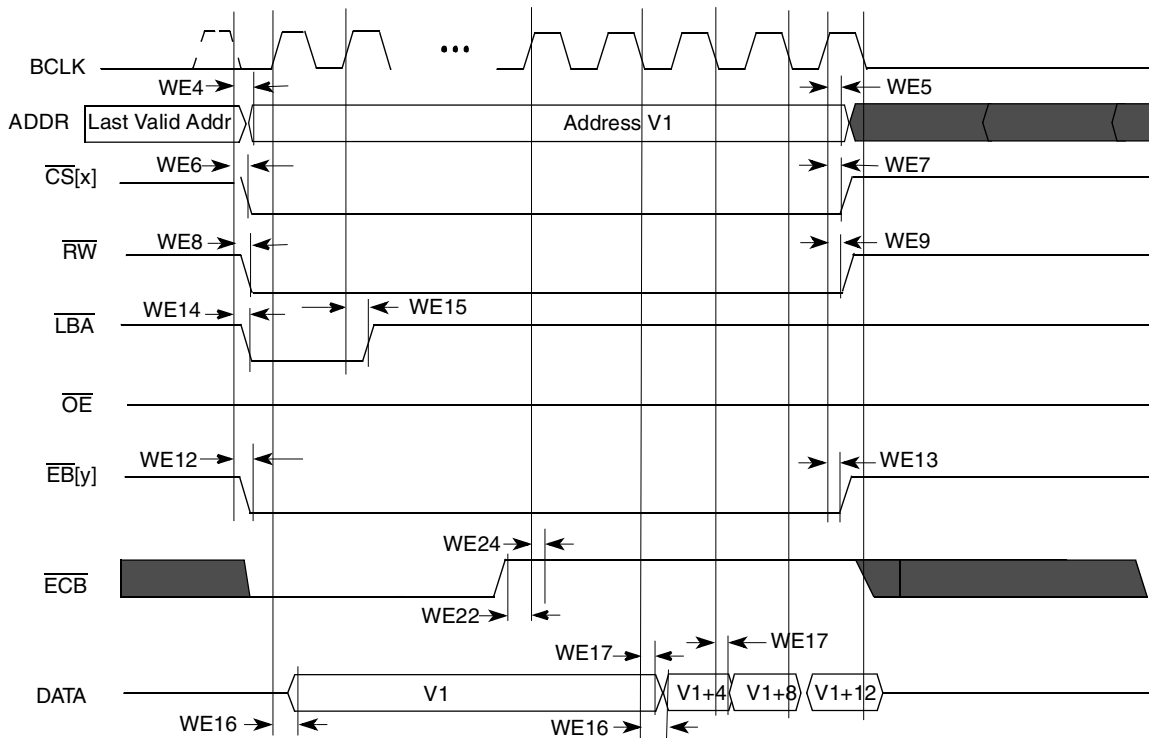 BCLK
•••
WE4
WE5
ADDR
Last Valid Addr
Address V1
CS[x]
WE6
WE7
RW
WE8
WE9
LBA
WE14
WE15
OE
EB[y]
WE12
WE13
ECB
WE24
WE22
WE17
WE17
DATA
V1
V1+4
V1+8
V1+12
WE16
WE16